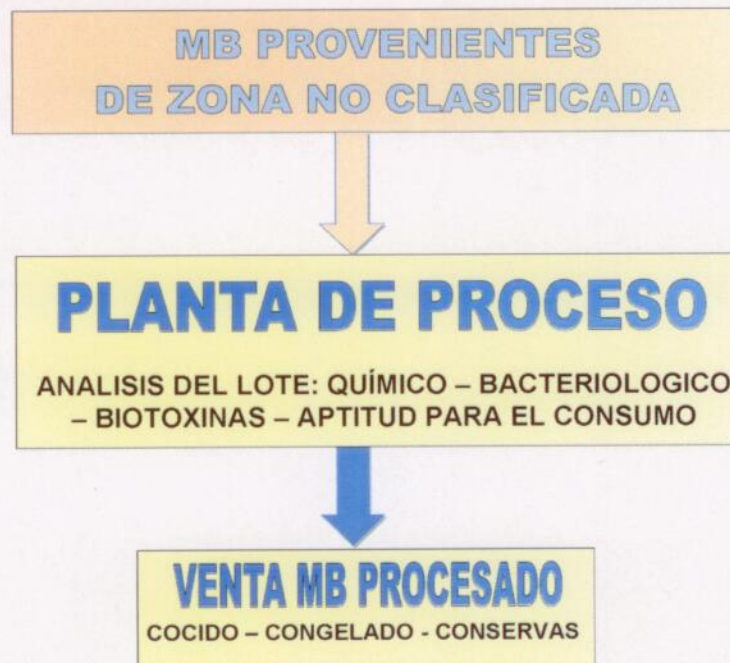 MB PROVENIENTES
DE ZONA NO CLASIFICADA
PLANTA DE PROCESO
ANALISIS DEL LOTE: QUÍMICO – BACTERIOLOGICO
– BIOTOXINAS – APTITUD PARA EL CONSUMO
VENTA MB PROCESADO
COCIDO – CONGELADO - CONSERVAS